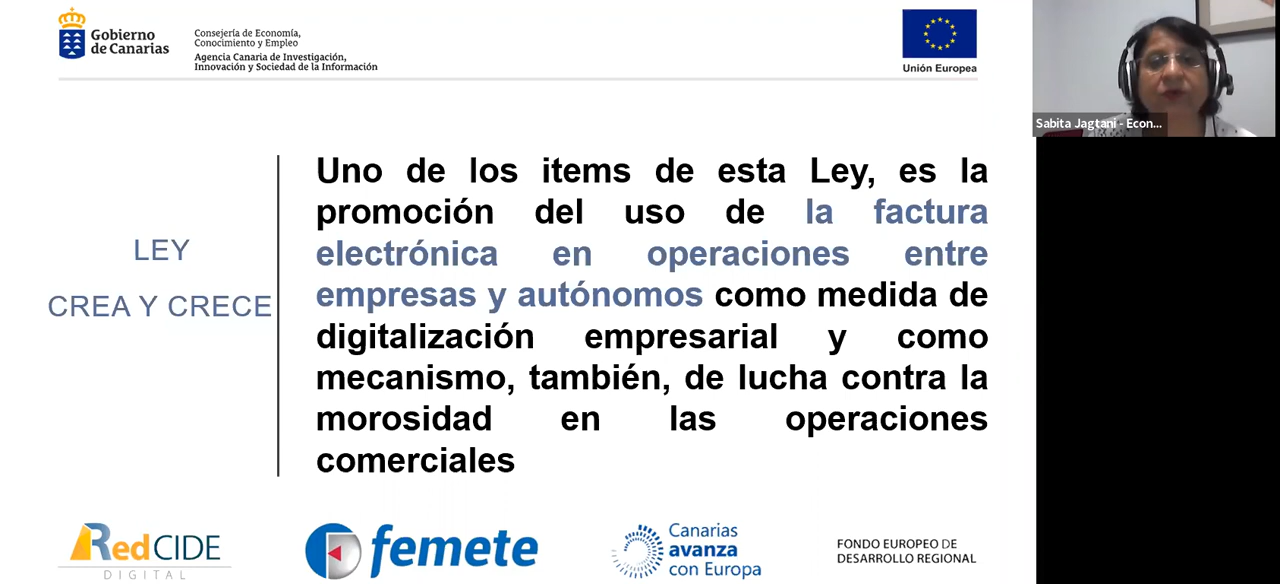 Gobierno
de Canarias
Consejería de Economía,
Conocimiento y Empleo
Agencia Canaria de Investigación,
Innovación y Sociedad de la Información
Unión Europea
Sabita Jagtani - Econ...
LEY
CREA Y CRECE
Uno de los items de esta Ley, es la
promoción del uso de la factura
electrónica en operaciones entre
empresas y autónomos como medida de
digitalización empresarial y como
mecanismo, también, de lucha contra la
morosidad en las operaciones
comerciales
RedCIDE
DIGITAL
femete
Canarias
avanza
con Europa
FONDO EUROPEO DE
DESARROLLO REGIONAL